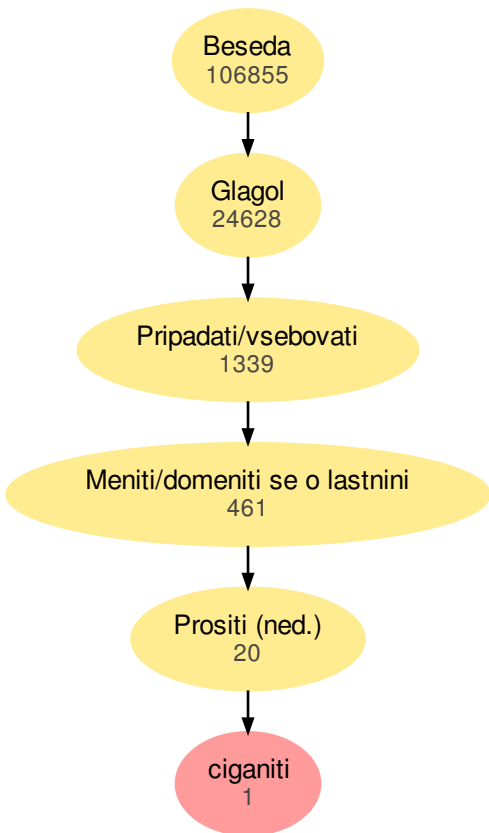 Beseda
106855
Glagol
24628
Pripadati/vsebovati
1339
Meniti/domeniti se o lastnini
461
Prositi (ned.)
20
ciganiti
1